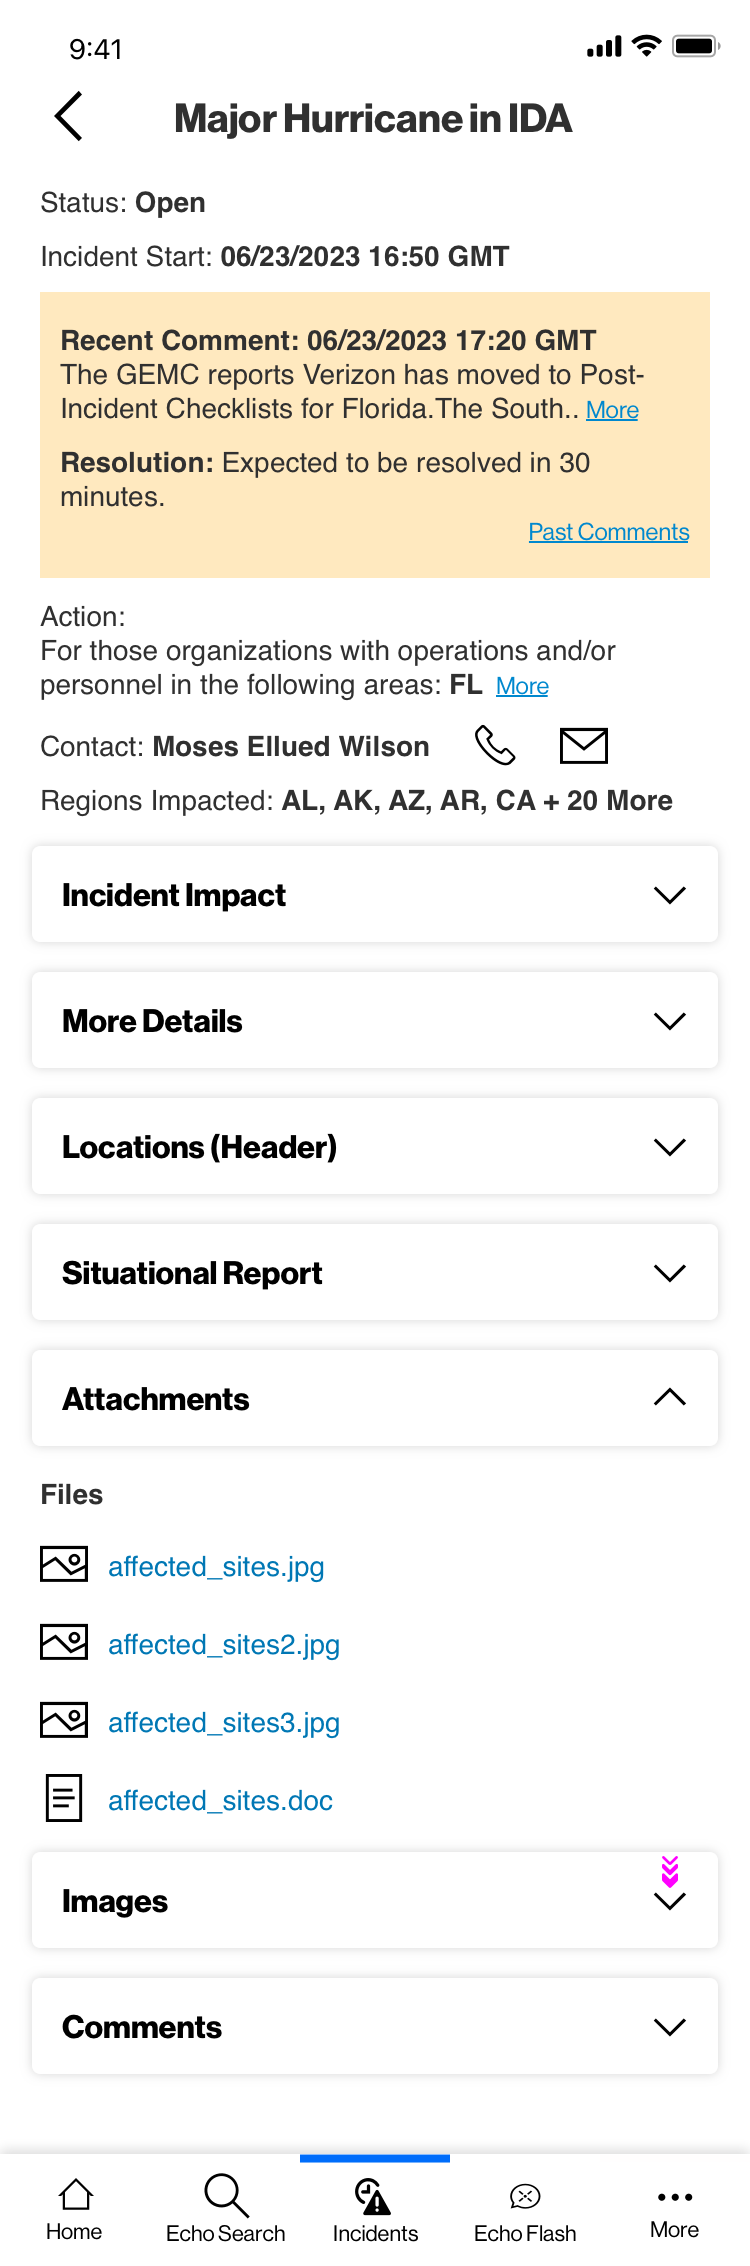 9:41
Major Hurricane in IDA
Status: Open
Incident Start: 06/23/2023 16:50 GMT
Recent Comment: 06/23/2023 17:20 GMT
The GEMC reports Verizon has moved to Post-
Incident Checklists for Florida.The South.. More
Resolution: Expected to be resolved in 30
minutes.
Past Comments
Action:
For those organizations with operations and/or
personnel in the following areas: FL More
Contact: Moses Ellued Wilson
Regions Impacted: AL, AK, AZ, AR, CA + 20 More
Incident Impact
More Details
Locations (Header)
Situational Report
Attachments
Files
affected_sites.jpg
affected_sites2.jpg
affected_sites3.jpg
affected_sites.doc
Images
Comments
Home Echo Search Incidents Echo Flash More